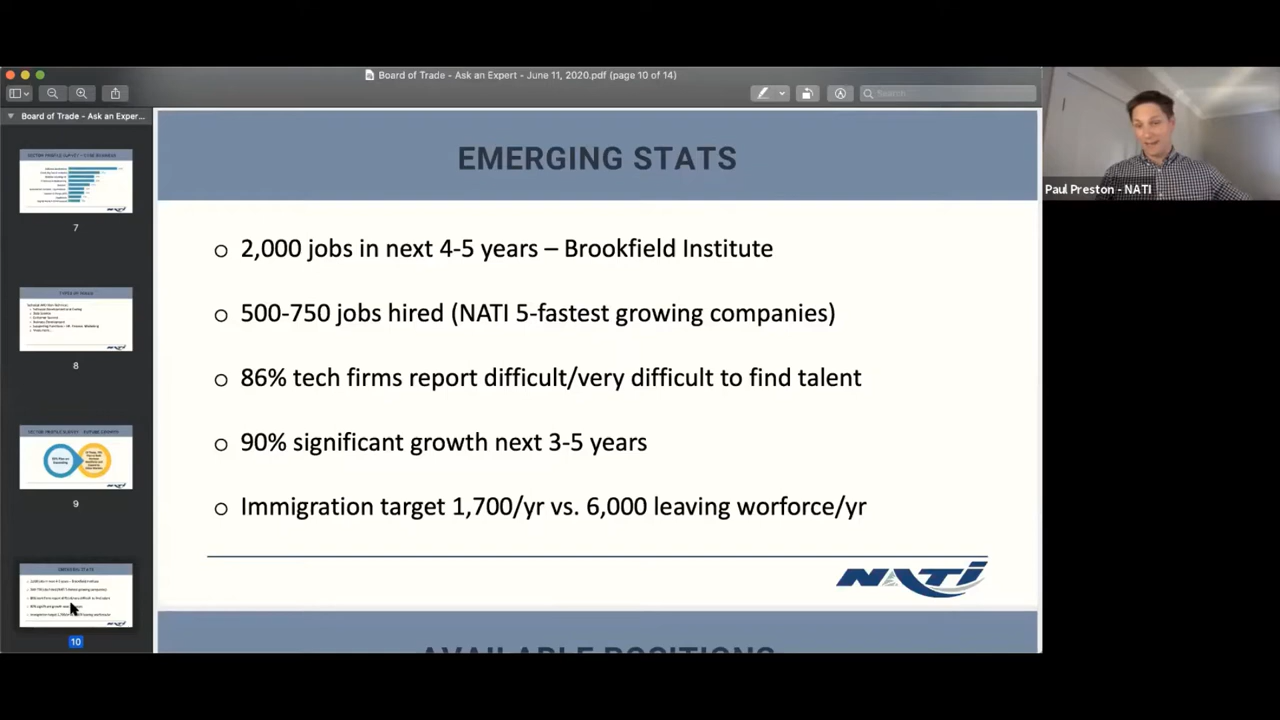 Board of Trade - Ask an Expert - June 11, 2020.pdf (page 10 of 14)
Search
Board of Trade - Ask an Exper...
7
8
9
10
EMERGING STATS
2,000 jobs in next 4-5 years – Brookfield Institute
500-750 jobs hired (NATI 5-fastest growing companies)
86% tech firms report difficult/very difficult to find talent
90% significant growth next 3-5 years
Immigration target 1,700/yr vs. 6,000 leaving worforce/yr
NATI
AVAILABLE POSITIONS
Paul Preston - NATI